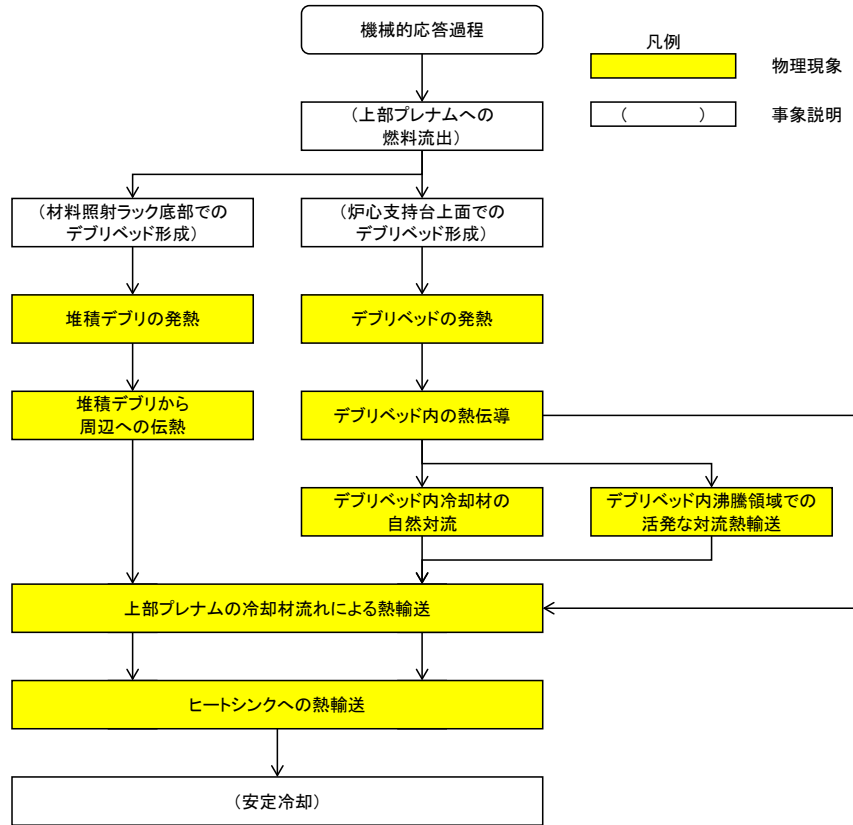 機械的応答過程
凡例
物理現象
(上部プレナムへの
燃料流出)
(　　　　)
事象説明
(材料照射ラック底部での
デブリベッド形成)
(炉心支持台上面での
デブリベッド形成)
堆積デブリの発熱
デブリベッドの発熱
堆積デブリから
周辺への伝熱
デブリベッド内の熱伝導
デブリベッド内冷却材の
自然対流
デブリベッド内沸騰領域での
活発な対流熱輸送
上部プレナムの冷却材流れによる熱輸送
ヒートシンクへの熱輸送
(安定冷却)